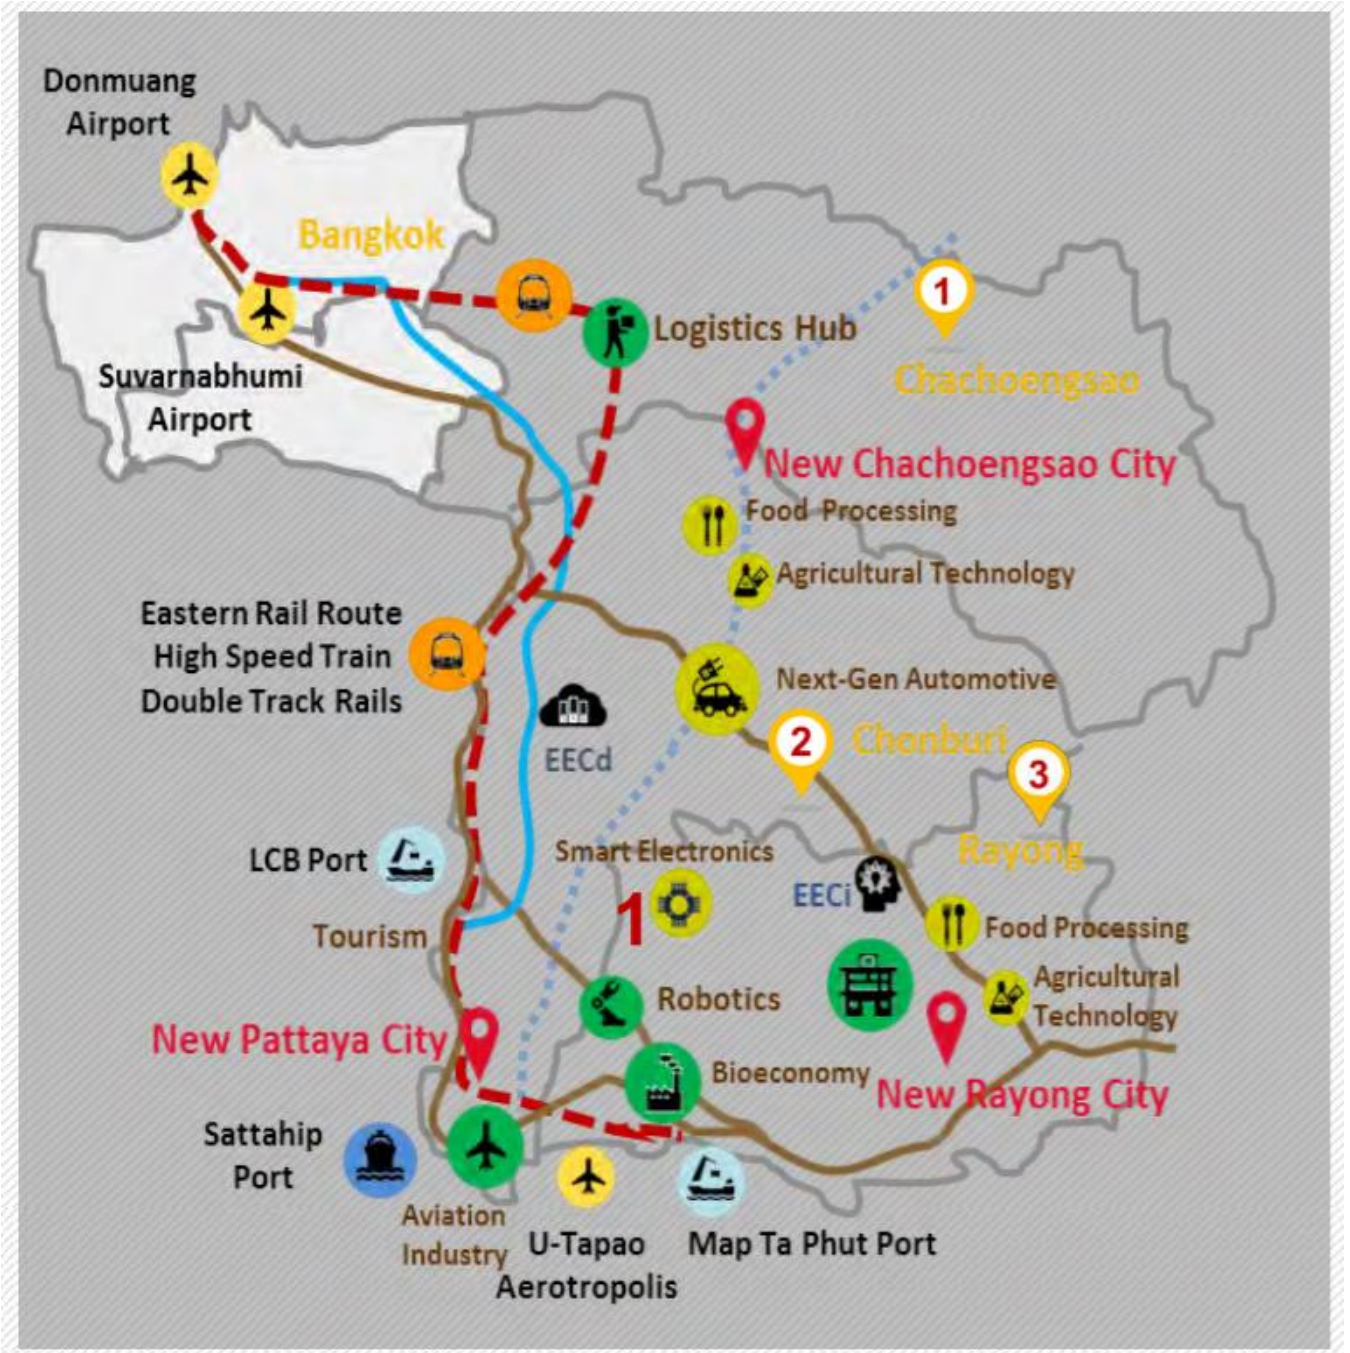 Donmuang
Airport
Bangkok
1
Logistics Hub
Suvarnabhumi
Airport
Chachoengsao
New Chachoengsao City
Food Processing
Agricultural Technology
Eastern Rail Route
High Speed Train
Double Track Rails
Next-Gen Automotive
2
Chonburi
EECd
3
LCB Port
Smart Electronics
Rayong
EECi
1
Tourism
Food Processing
Agricultural
Technology
Robotics
New Pattaya City
Bioeconomy
New Rayong City
Sattahip
Port
Aviation
Industry
U-Tapao
Aerotropolis
Map Ta Phut Port